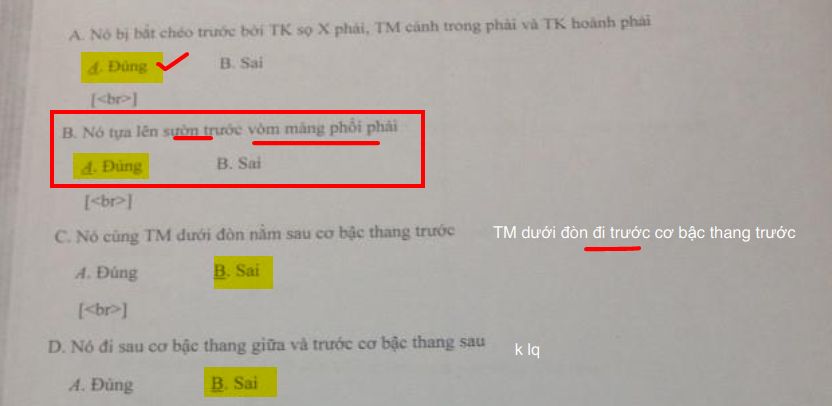 A. Nó bị bắt chéo trước bởi TK sọ X phải, TM cảnh trong phải và TK hoành phải
A. Đúng B. Sai
[<br>]
B. Nó tựa lên sườn trước vòm màng phổi phải
A. Đúng B. Sai
[<br>]
C. Nó cùng TM dưới đòn nằm sau cơ bậc thang trước TM dưới đòn đi trước cơ bậc thang trước
A. Đúng B. Sai
[<br>]
D. Nó đi sau cơ bậc thang giữa và trước cơ bậc thang sau k lq
A. Đúng B. Sai